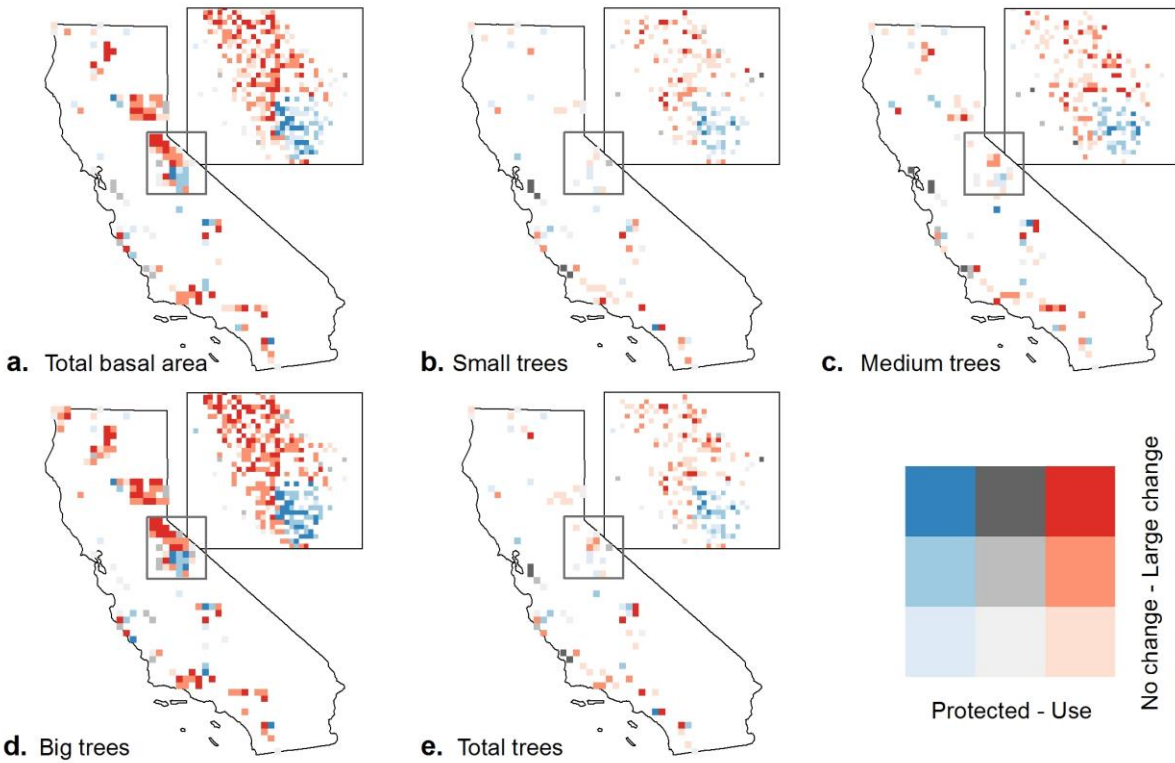 a. Total basal area
b. Small trees
c. Medium trees
d. Big trees
e. Total trees
Protected - Use
No change - Large change